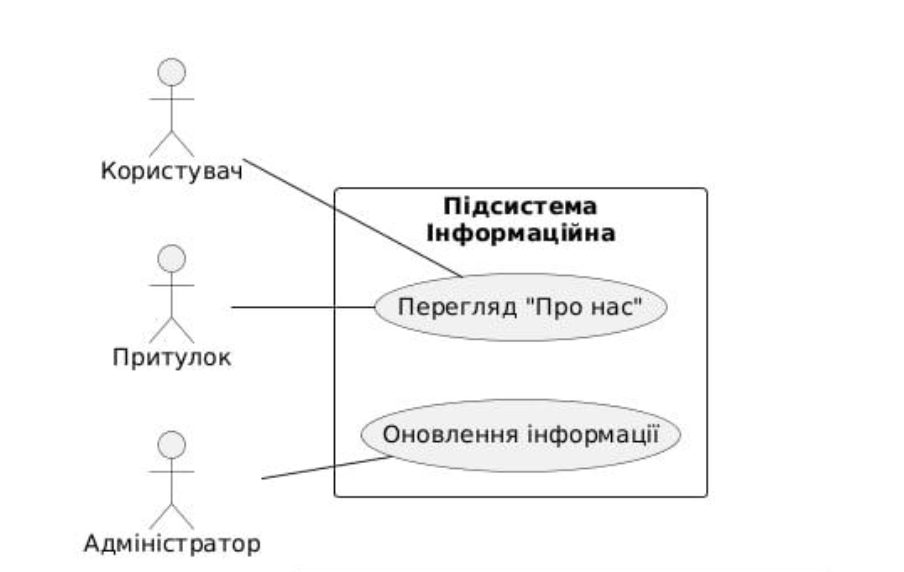 Користувач
Підсистема
Інформаційна
Перегляд "Про нас"
Притулок
Оновлення інформації
Адміністратор